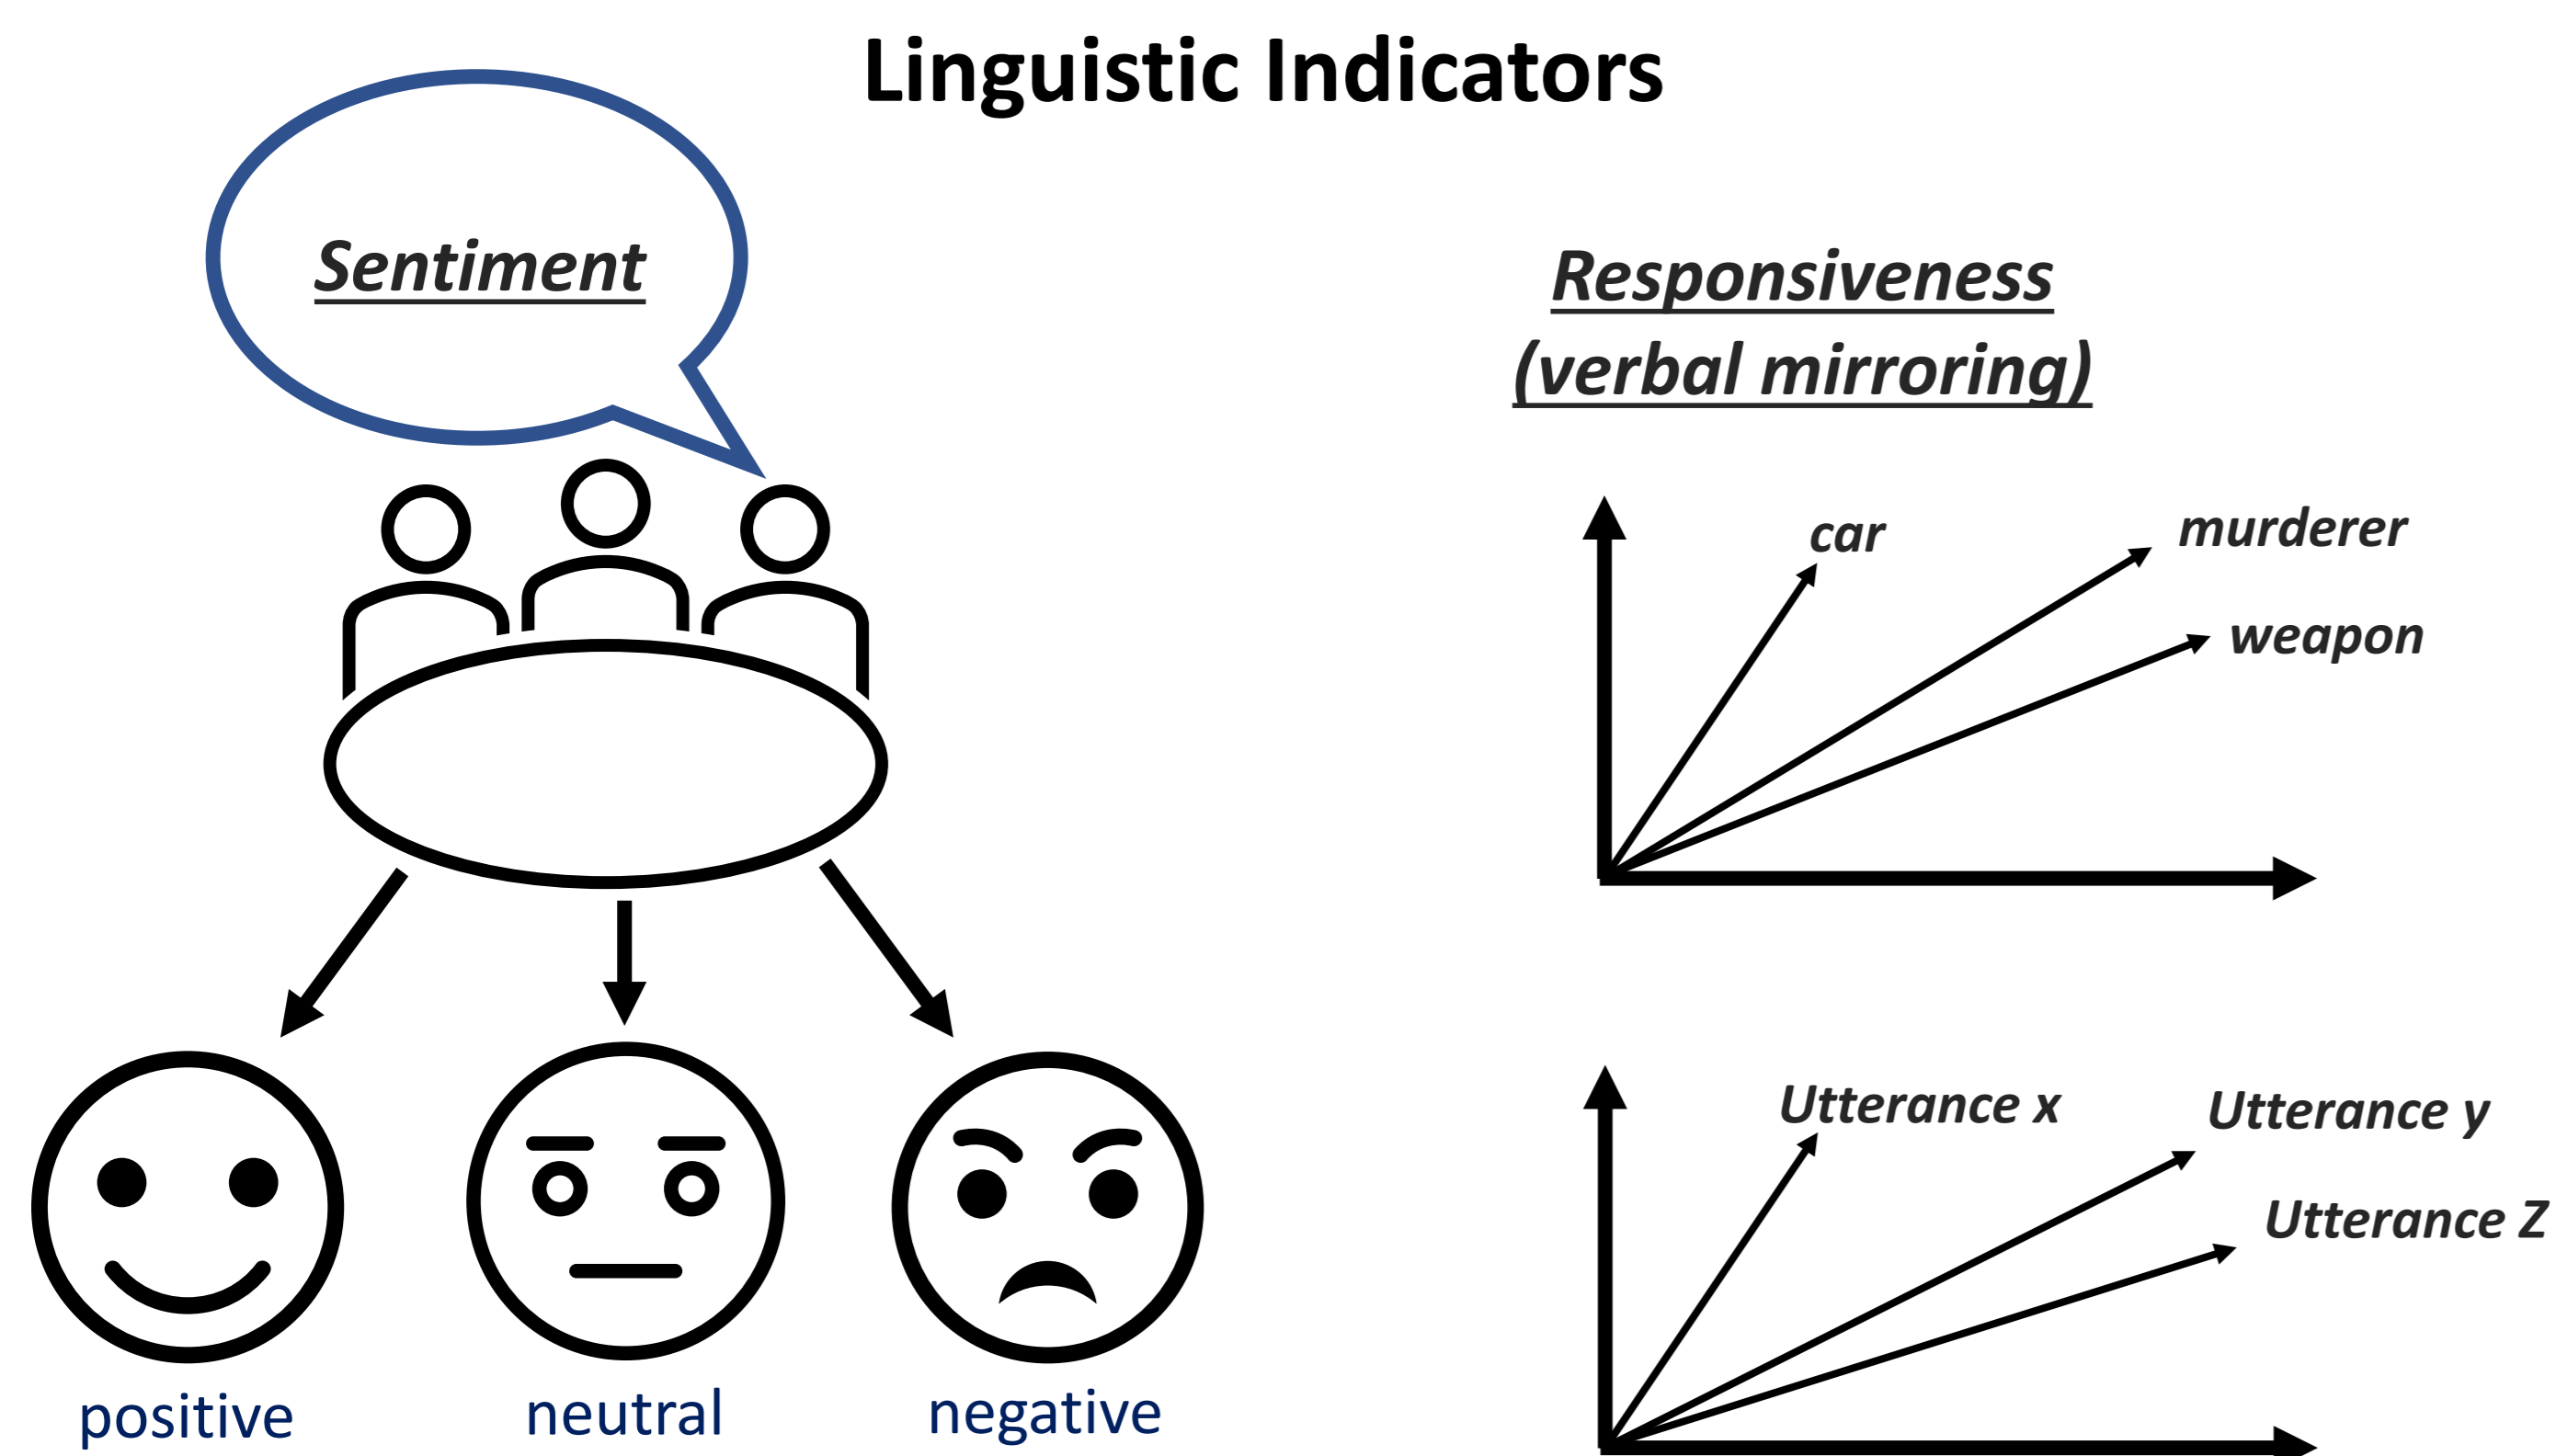 Linguistic Indicators
Sentiment
positive
neutral
negative
Responsiveness
(verbal mirroring)
car
murderer
weapon
Utterance x
Utterance y
Utterance Z